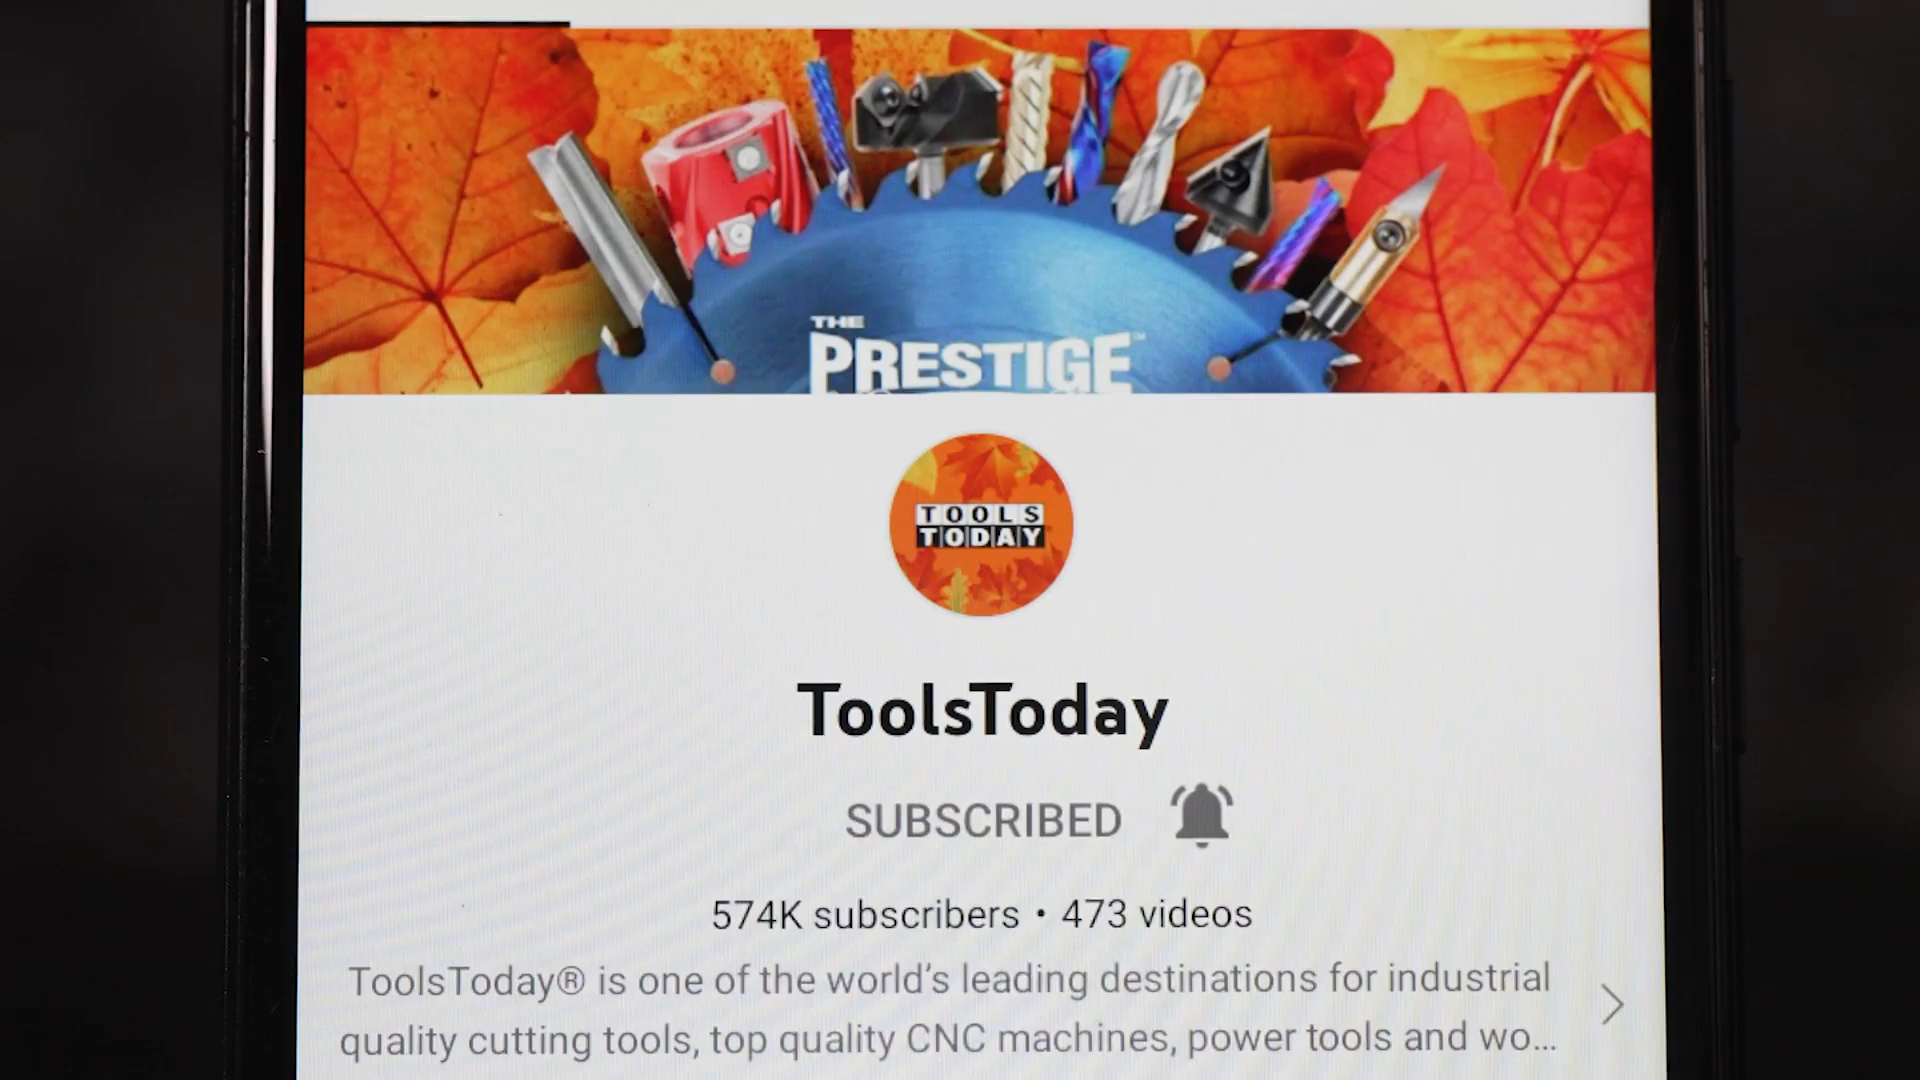 THE
PRESTIGE™
TOOLS
TODAY
ToolsToday
SUBSCRIBED
574K subscribers • 473 videos
ToolsToday® is one of the world’s leading destinations for industrial
quality cutting tools, top quality CNC machines, power tools and wo...